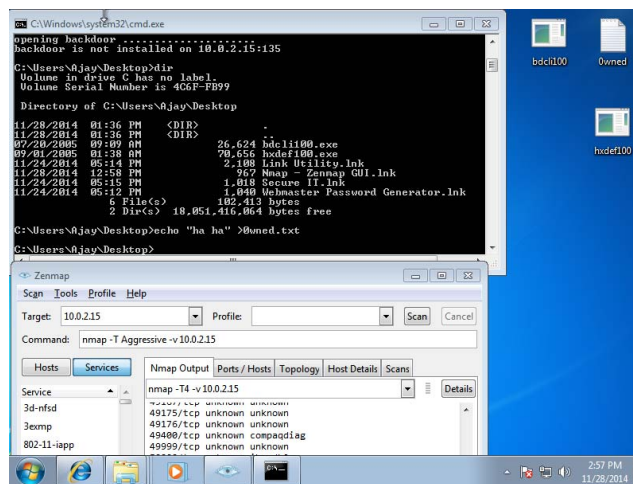 C:\Windows\system32\cmd.exe
opening backdoor ....................
backdoor is not installed on 10.0.2.15:135
C:\Users\Ajay\Desktop>dir
Volume in drive C has no label.
Volume Serial Number is 4C6F-FB99
Directory of C:\Users\Ajay\Desktop
11/28/2014 01:36 PM <DIR> .
11/28/2014 01:36 PM <DIR> ..
07/20/2005 09:09 AM 26,624 bdcli100.exe
09/01/2005 01:38 AM 70,656 hxdef100.exe
11/24/2014 05:14 PM 2,108 Link Utility.lnk
11/28/2014 12:58 PM 967 Nmap - Zenmap GUI.lnk
11/24/2014 05:15 PM 1,018 Secure IT.lnk
11/24/2014 05:12 PM 1,040 Webmaster Password Generator.lnk
6 File(s) 102,413 bytes
2 Dir(s) 18,051,416,064 bytes free
C:\Users\Ajay\Desktop>echo "ha ha" >0wned.txt
C:\Users\Ajay\Desktop>
bdcli100
0wned
hxdef100
Zenmap
Scan Tools Profile Help
Target: 10.0.2.15 Profile: Scan Cancel
Command: nmap -T Aggressive -v 10.0.2.15
Hosts Services Nmap Output Ports / Hosts Topology Host Details Scans
nmap -T4 -v 10.0.2.15 Details
Service
3d-nfsd
3exmp
802-11-iapp
49167/tcp unknown unknown
49175/tcp unknown unknown
49176/tcp unknown unknown
49400/tcp unknown compaqdiag
49999/tcp unknown unknown
2:57 PM
11/28/2014